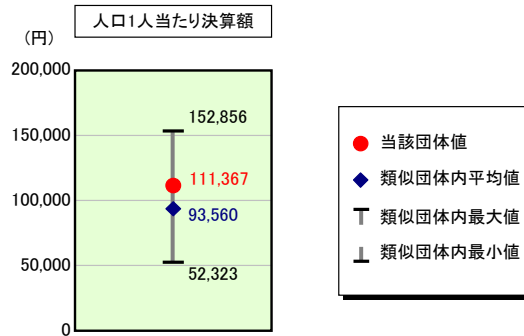 人口1人当たり決算額
(円)
200,000
150,000
100,000
50,000
0
152,856
111,367
93,560
52,323
当該団体値
類似団体内平均値
類似団体内最大値
類似団体内最小値